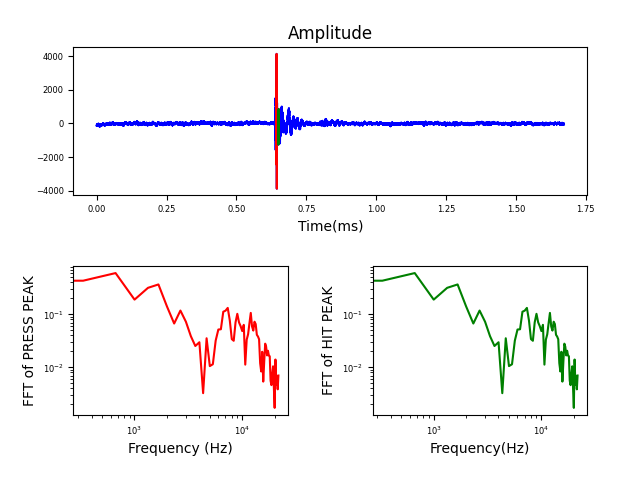 Amplitude
4000
2000
0
−2000
−4000
0.00 0.25 0.50 0.75 1.00 1.25 1.50 1.75
Time(ms)
FFT of PRESS PEAK
10⁻¹
10⁻²
10³ 10⁴
Frequency (Hz)
FFT of HIT PEAK
10⁻¹
10⁻²
10³ 10⁴
Frequency(Hz)